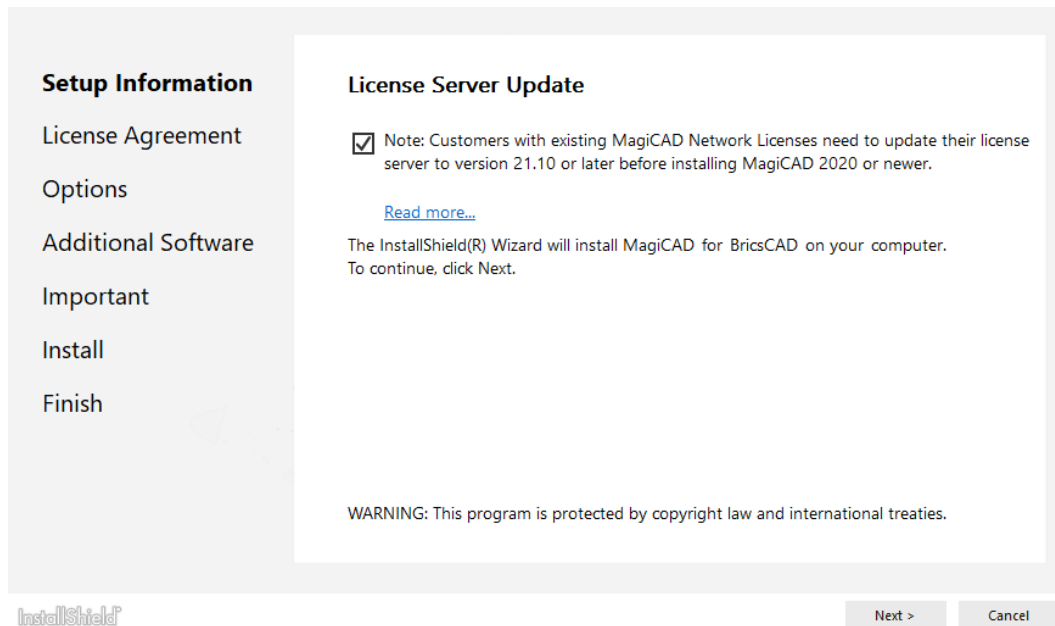 Setup Information
License Agreement
Options
Additional Software
Important
Install
Finish
License Server Update
Note: Customers with existing MagiCAD Network Licenses need to update their license
server to version 21.10 or later before installing MagiCAD 2020 or newer.
Read more...
The InstallShield(R) Wizard will install MagiCAD for BricsCAD on your computer.
To continue, click Next.
WARNING: This program is protected by copyright law and international treaties.
InstallShield™
Next >
Cancel